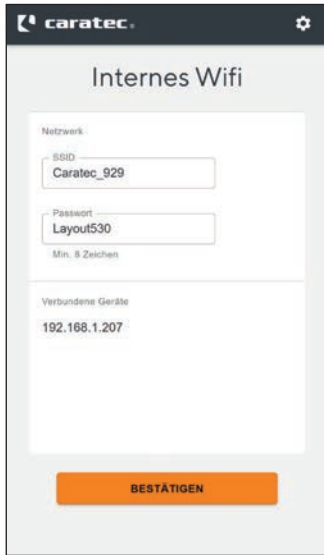 caratec.
Internes Wifi
Netzwerk
SSID
Caratec_929
Passwort
Layout530
Min. 8 Zeichen
Verbundene Geräte
192.168.1.207
BESTÄTIGEN